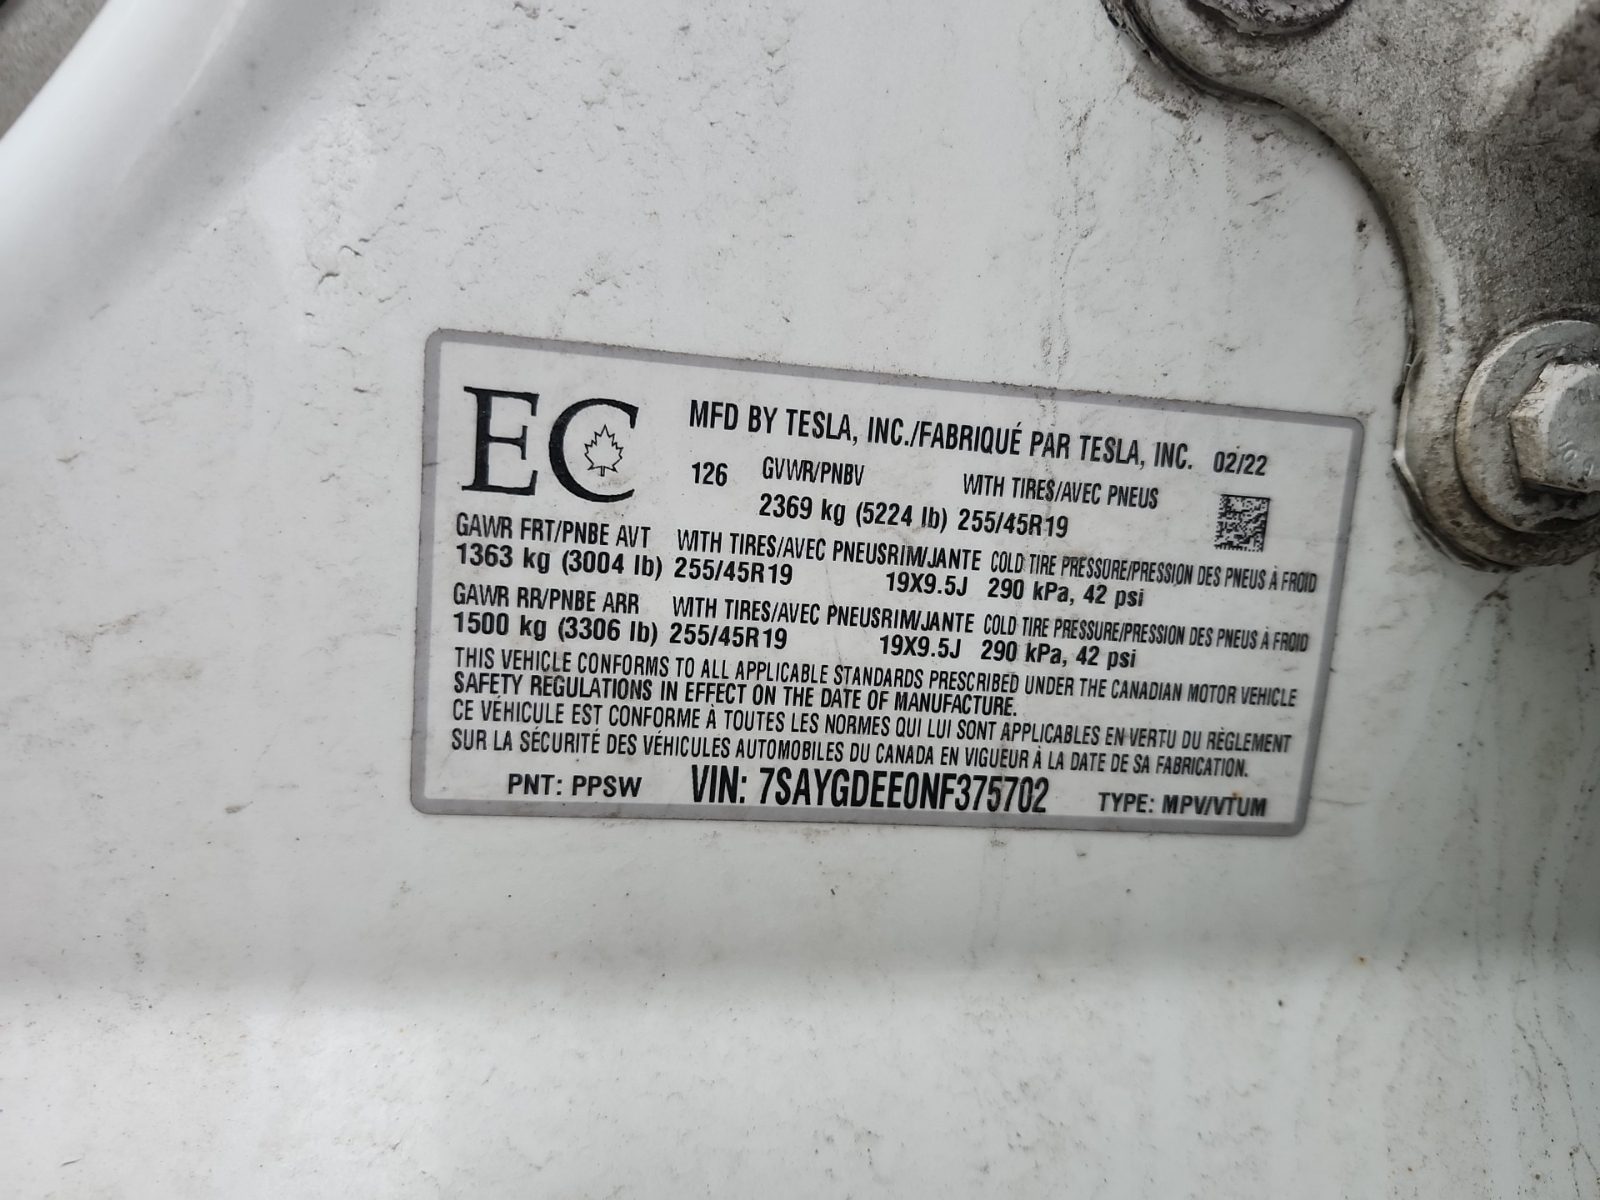 EC
MFD BY TESLA, INC./FABRIQUÉ PAR TESLA, INC. 02/22
126 GVWR/PNBV WITH TIRES/AVEC PNEUS
2369 kg (5224 lb) 255/45R19
GAWR FRT/PNBE AVT WITH TIRES/AVEC PNEUS RIM/JANTE COLD TIRE PRESSURE/PRESSION DES PNEUS À FROID
1363 kg (3004 lb) 255/45R19 19X9.5J 290 kPa, 42 psi
GAWR RR/PNBE ARR WITH TIRES/AVEC PNEUS RIM/JANTE COLD TIRE PRESSURE/PRESSION DES PNEUS À FROID
1500 kg (3306 lb) 255/45R19 19X9.5J 290 kPa, 42 psi
THIS VEHICLE CONFORMS TO ALL APPLICABLE STANDARDS PRESCRIBED UNDER THE CANADIAN MOTOR VEHICLE
SAFETY REGULATIONS IN EFFECT ON THE DATE OF MANUFACTURE.
CE VÉHICULE EST CONFORME À TOUTES LES NORMES QUI LUI SONT APPLICABLES EN VERTU DU RÈGLEMENT
SUR LA SÉCURITÉ DES VÉHICULES AUTOMOBILES DU CANADA EN VIGUEUR À LA DATE DE SA FABRICATION.
PNT: PPSW VIN: 7SAYGDEE0NF375702 TYPE: MPV/VTUM